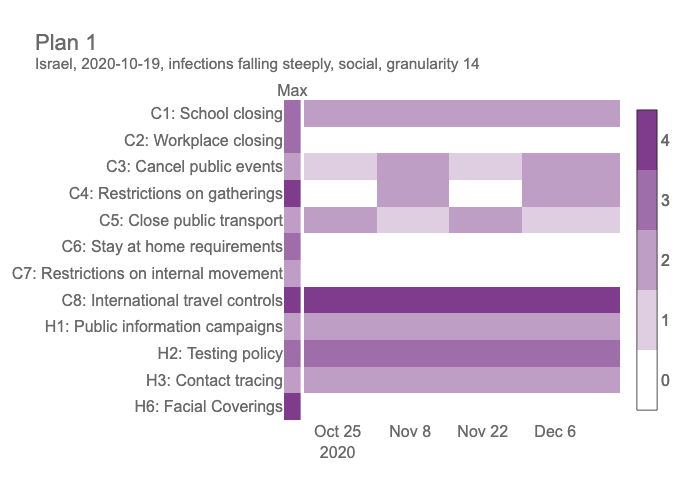 Plan 1
Israel, 2020-10-19, infections falling steeply, social, granularity 14
Max
C1: School closing
C2: Workplace closing
C3: Cancel public events
C4: Restrictions on gatherings
C5: Close public transport
C6: Stay at home requirements
C7: Restrictions on internal movement
C8: International travel controls
H1: Public information campaigns
H2: Testing policy
H3: Contact tracing
H6: Facial Coverings
Oct 25 Nov 8 Nov 22 Dec 6
2020
4
3
2
1
0